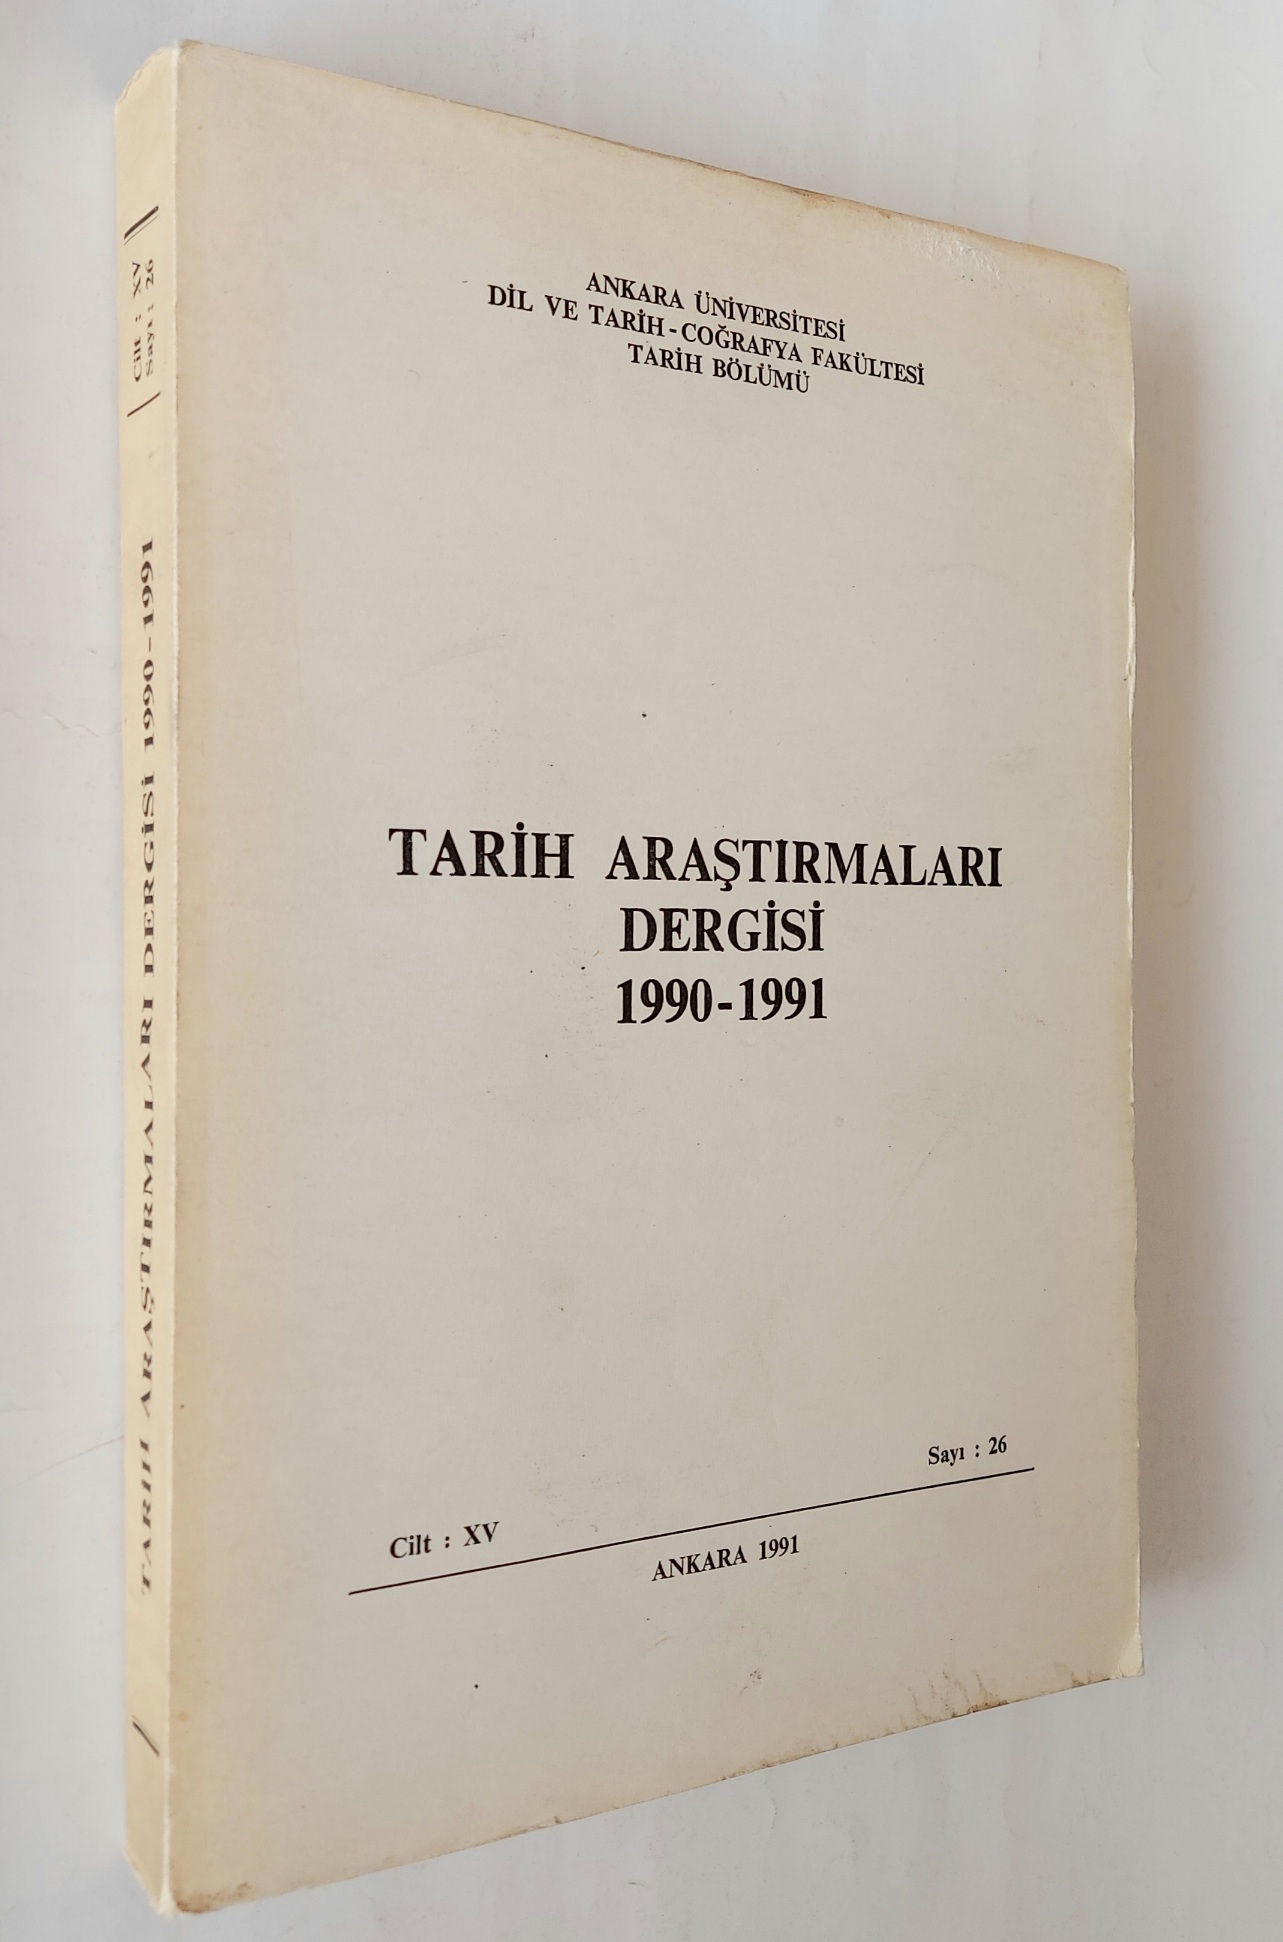 ANKARA ÜNİVERSİTESİ
DİL VE TARİH-COĞRAFYA FAKÜLTESİ
TARİH BÖLÜMÜ
TARİH ARAŞTIRMALARI
DERGİSİ
1990-1991
Sayı : 26
Cilt : XV
ANKARA 1991
Cilt : XV
Sayı : 26
TARİH ARAŞTIRMALARI DERGİSİ 1990-1991